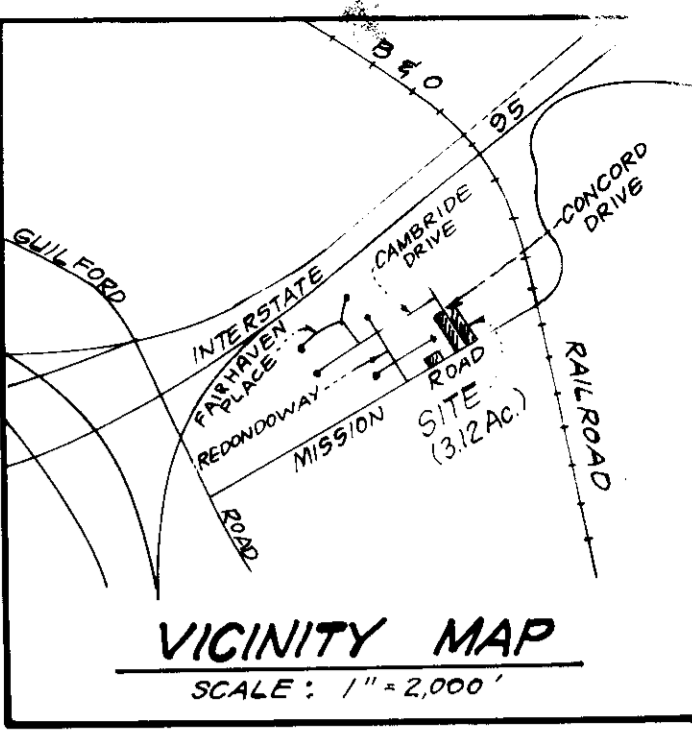 B & O
95
CONCORD
DRIVE
CAMBRIDE
DRIVE
GUILFORD
INTERSTATE
FAIRHAVEN
PLACE
REDONDOWAY
MISSION
ROAD
SITE
(3.12 AC.)
RAILROAD
ROAD
VICINITY MAP
SCALE: 1" = 2,000'